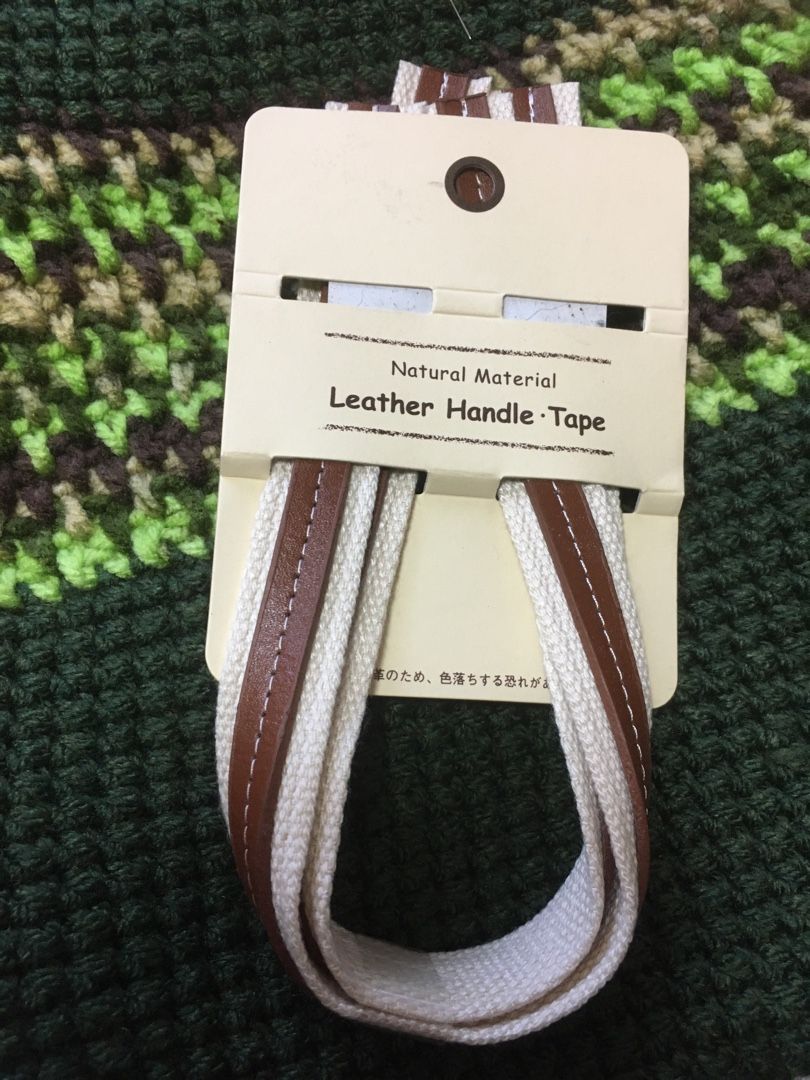 Natural Material
Leather Handle・Tape
革のため、色落ちする恐れがあ